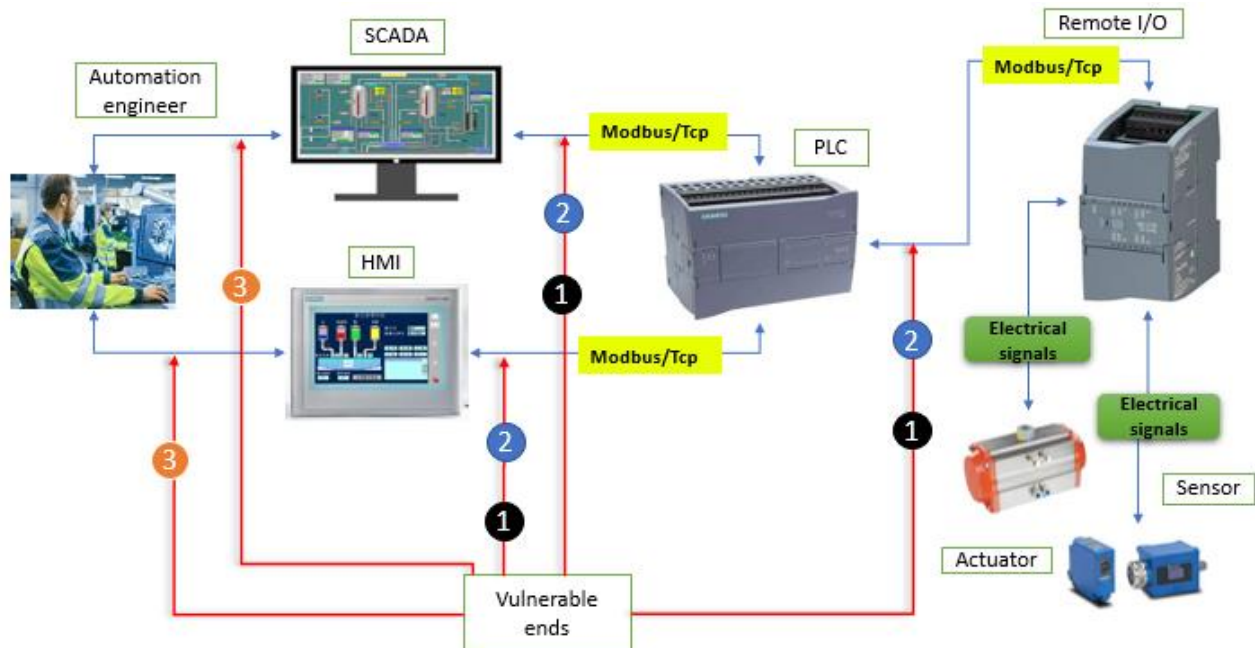 SCADA
Remote I/O
Automation
engineer
Modbus/Tcp
Modbus/Tcp
PLC
2
HMI
3
1
2
Electrical
signals
Modbus/Tcp
Electrical
signals
1
2
3
Sensor
1
Actuator
Vulnerable
ends